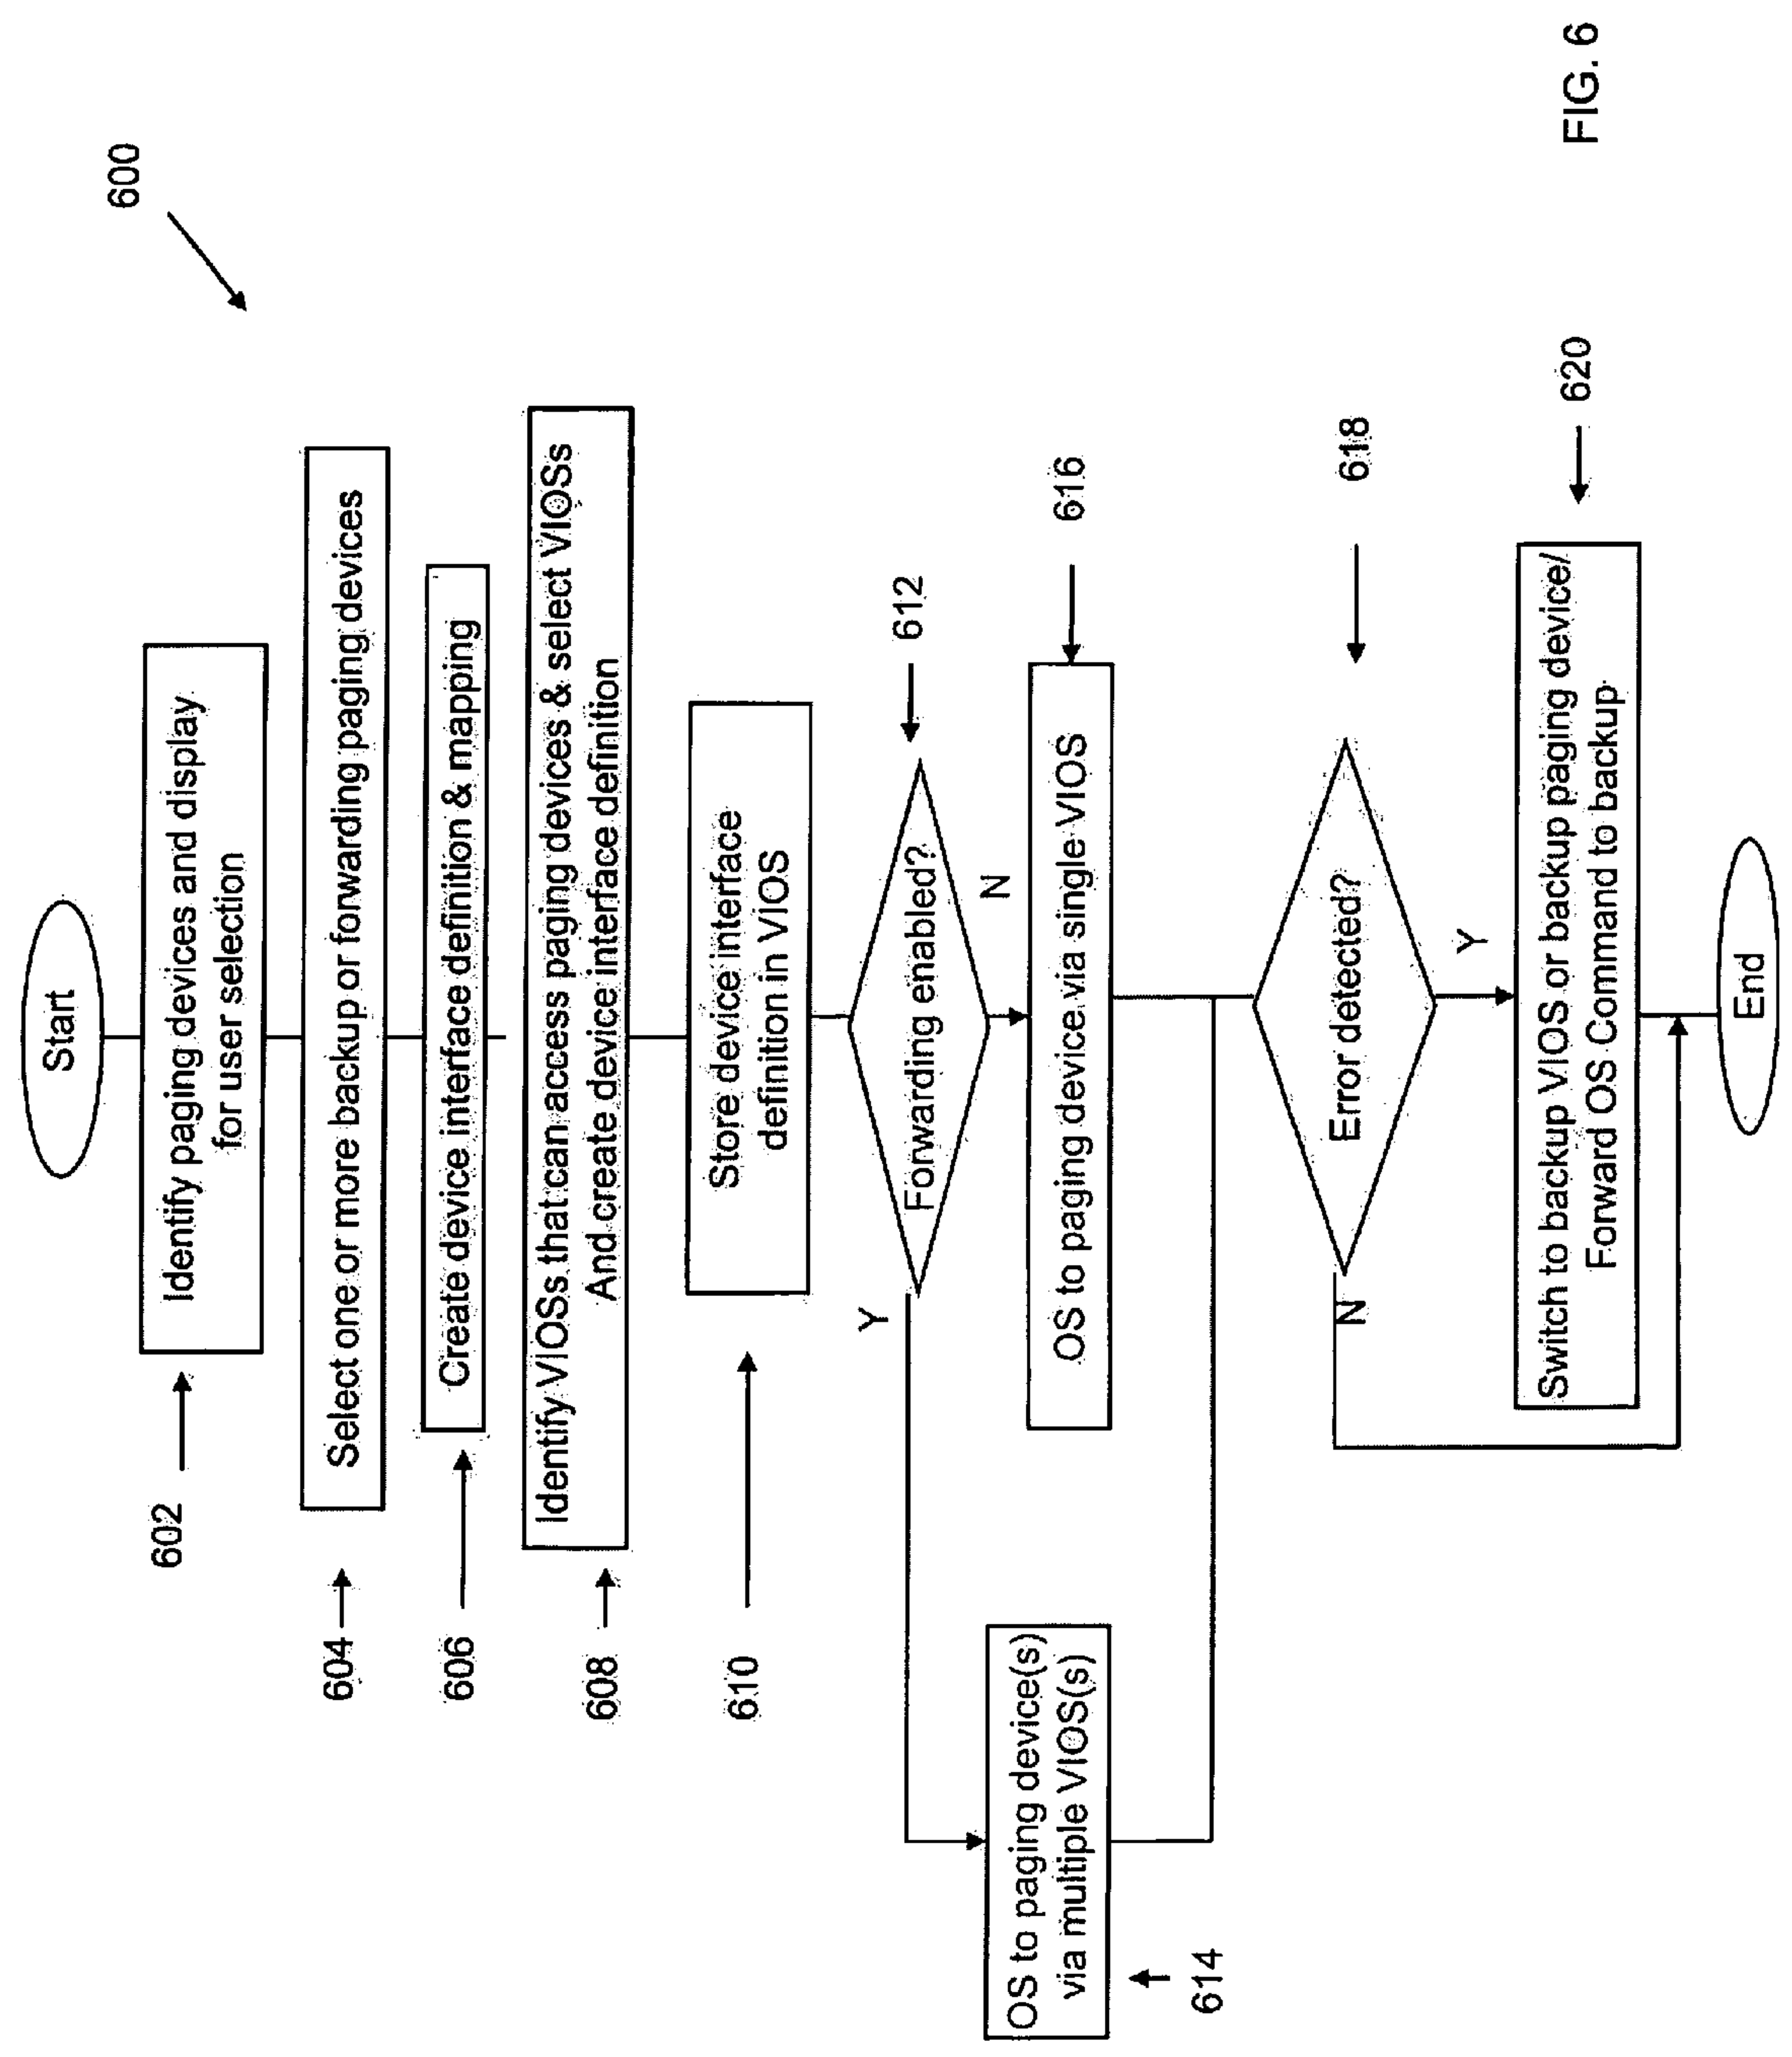 600
Start
602
Identify paging devices and display
for user selection
604
Select one or more backup or forwarding paging devices
606
Create device interface definition & mapping
608
Identify VIOSs that can access paging devices & select VIOSs
And create device interface definition
610
Store device interface
definition in VIOS
612
Forwarding enabled?
Y
N
614
OS to paging device(s)
via multiple VIOS(s)
616
OS to paging device via single VIOS
618
Error detected?
N
Y
620
Switch to backup VIOS or backup paging device/
Forward OS Command to backup
End
FIG. 6